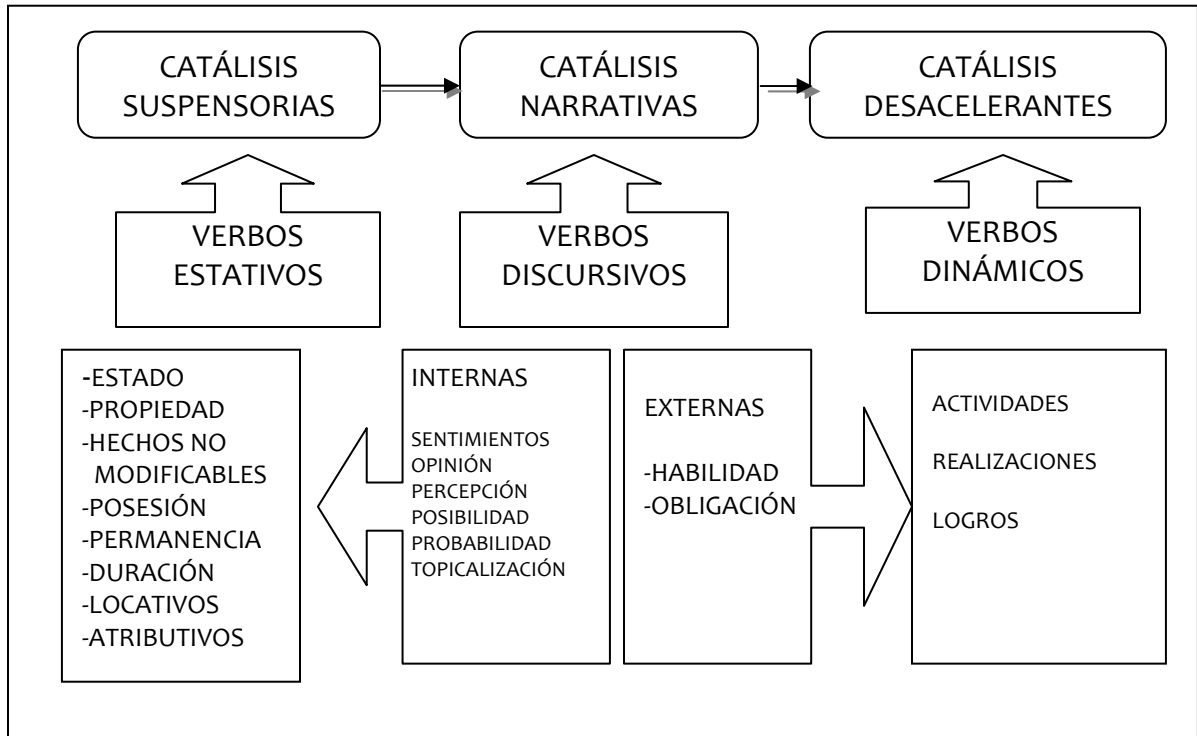 CATÁLISIS
SUSPENSORIAS
CATÁLISIS
NARRATIVAS
CATÁLISIS
DESACELERANTES
VERBOS
ESTATIVOS
VERBOS
DISCURSIVOS
VERBOS
DINÁMICOS
-ESTADO
-PROPIEDAD
-HECHOS NO
MODIFICABLES
-POSESIÓN
-PERMANENCIA
-DURACIÓN
-LOCATIVOS
-ATRIBUTIVOS
INTERNAS
SENTIMIENTOS
OPINIÓN
PERCEPCIÓN
POSIBILIDAD
PROBABILIDAD
TOPICALIZACIÓN
EXTERNAS
-HABILIDAD
-OBLIGACIÓN
ACTIVIDADES
REALIZACIONES
LOGROS